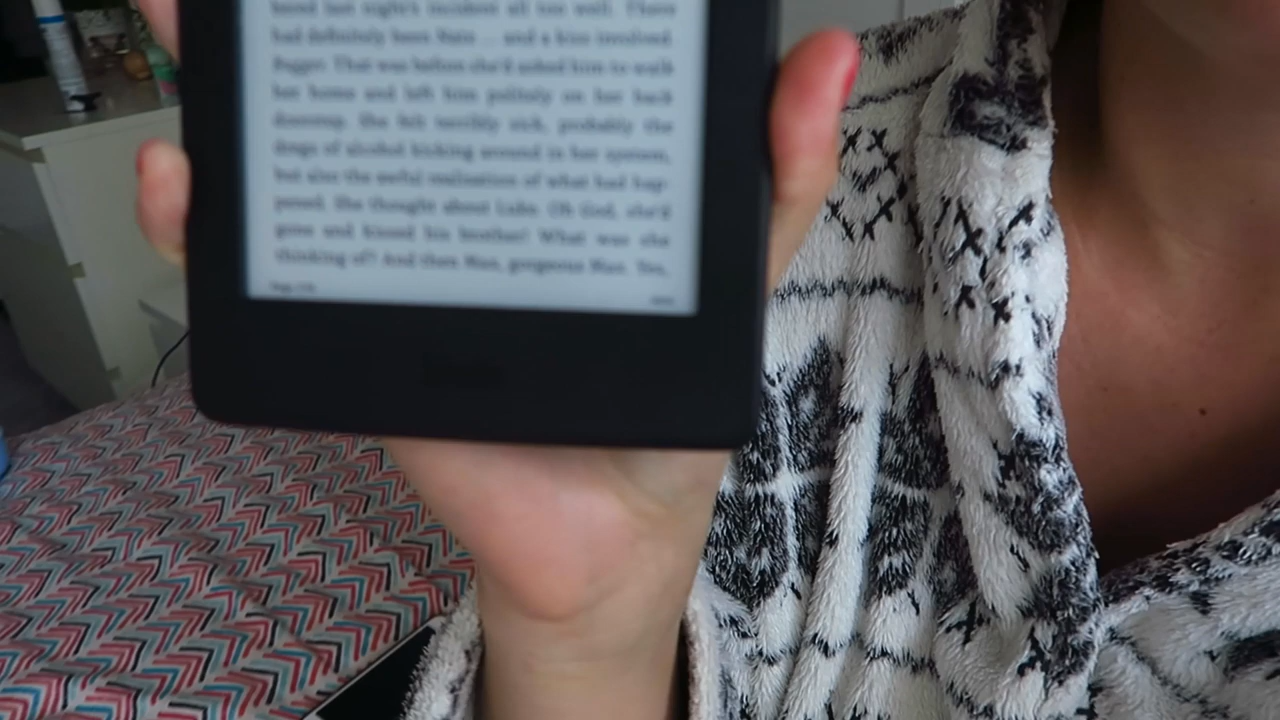 bered last night's incident all too well. There
had definitely been Nate ... and a kiss involved.
Bugger. That was before she'd asked him to walk
her home and left him politely on her back
doorstep. She felt terribly sick, probably the
dregs of alcohol kicking around in her system,
but also the awful realisation of what had hap-
pened. She thought about Luke. Oh God, she'd
gone and kissed his brother! What was she
thinking of? And then Nan, gorgeous Nan. Yes,
Page